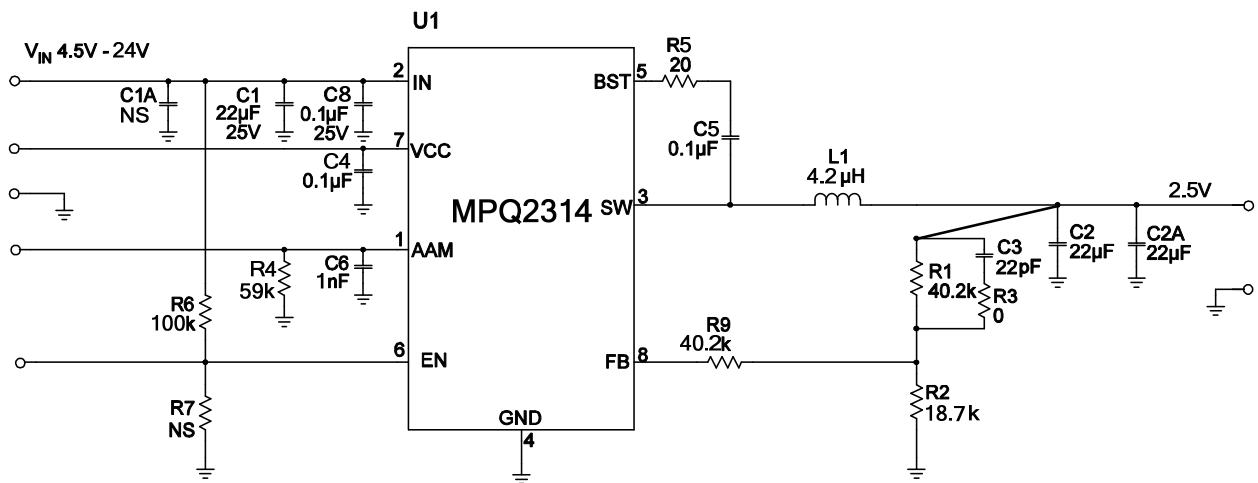 U1
V_IN 4.5V - 24V
2
IN
C1A
NS
C1
22µF
25V
C8
0.1µF
25V
7
VCC
C4
0.1µF
1
AAM
R4
59k
C6
1nF
R6
100k
6
EN
R7
NS
GND
4
MPQ2314
BST
5
R5
20
C5
0.1µF
SW
3
L1
4.2µH
2.5V
C2
22µF
C2A
22µF
C3
22pF
R1
40.2k
R3
0
R9
40.2k
FB
8
R2
18.7k